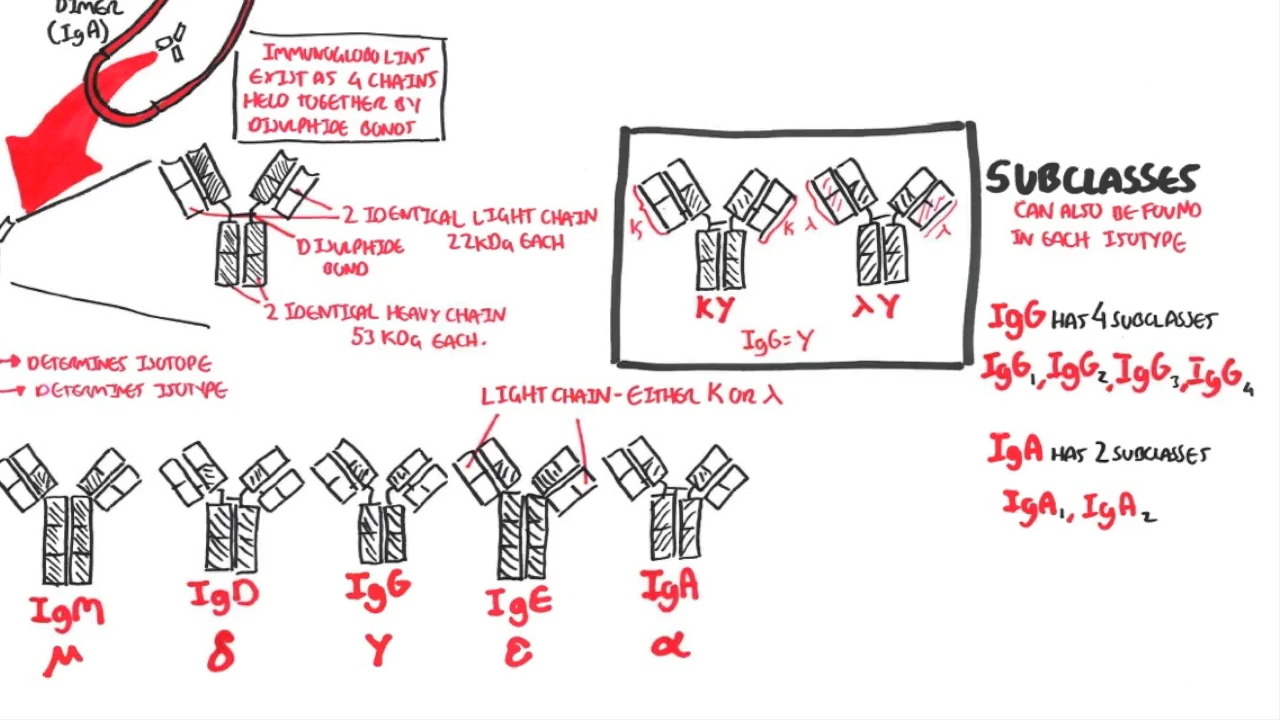 DIMER
(IgA)
IMMUNOGLOBULINS
EXIST AS 4 CHAINS
HELD TOGETHER BY
DISULPHIDE BONDS
2 IDENTICAL LIGHT CHAIN
22KDa EACH
DISULPHIDE
BOND
2 IDENTICAL HEAVY CHAIN
53 KDa EACH.
→ DETERMINES ISOTOPE
→ DETERMINES ISOTYPE
K
K
λ
λ
Kγ
λγ
IgG=γ
SUBCLASSES
CAN ALSO BE FOUND
IN EACH ISOTYPE
IgG HAS 4 SUBCLASSES
IgG₁, IgG₂, IgG₃, IgG₄
IgA HAS 2 SUBCLASSES
IgA₁, IgA₂
LIGHT CHAIN - EITHER K OR λ
IgM
IgD
IgG
IgE
IgA
μ
δ
γ
ε
α